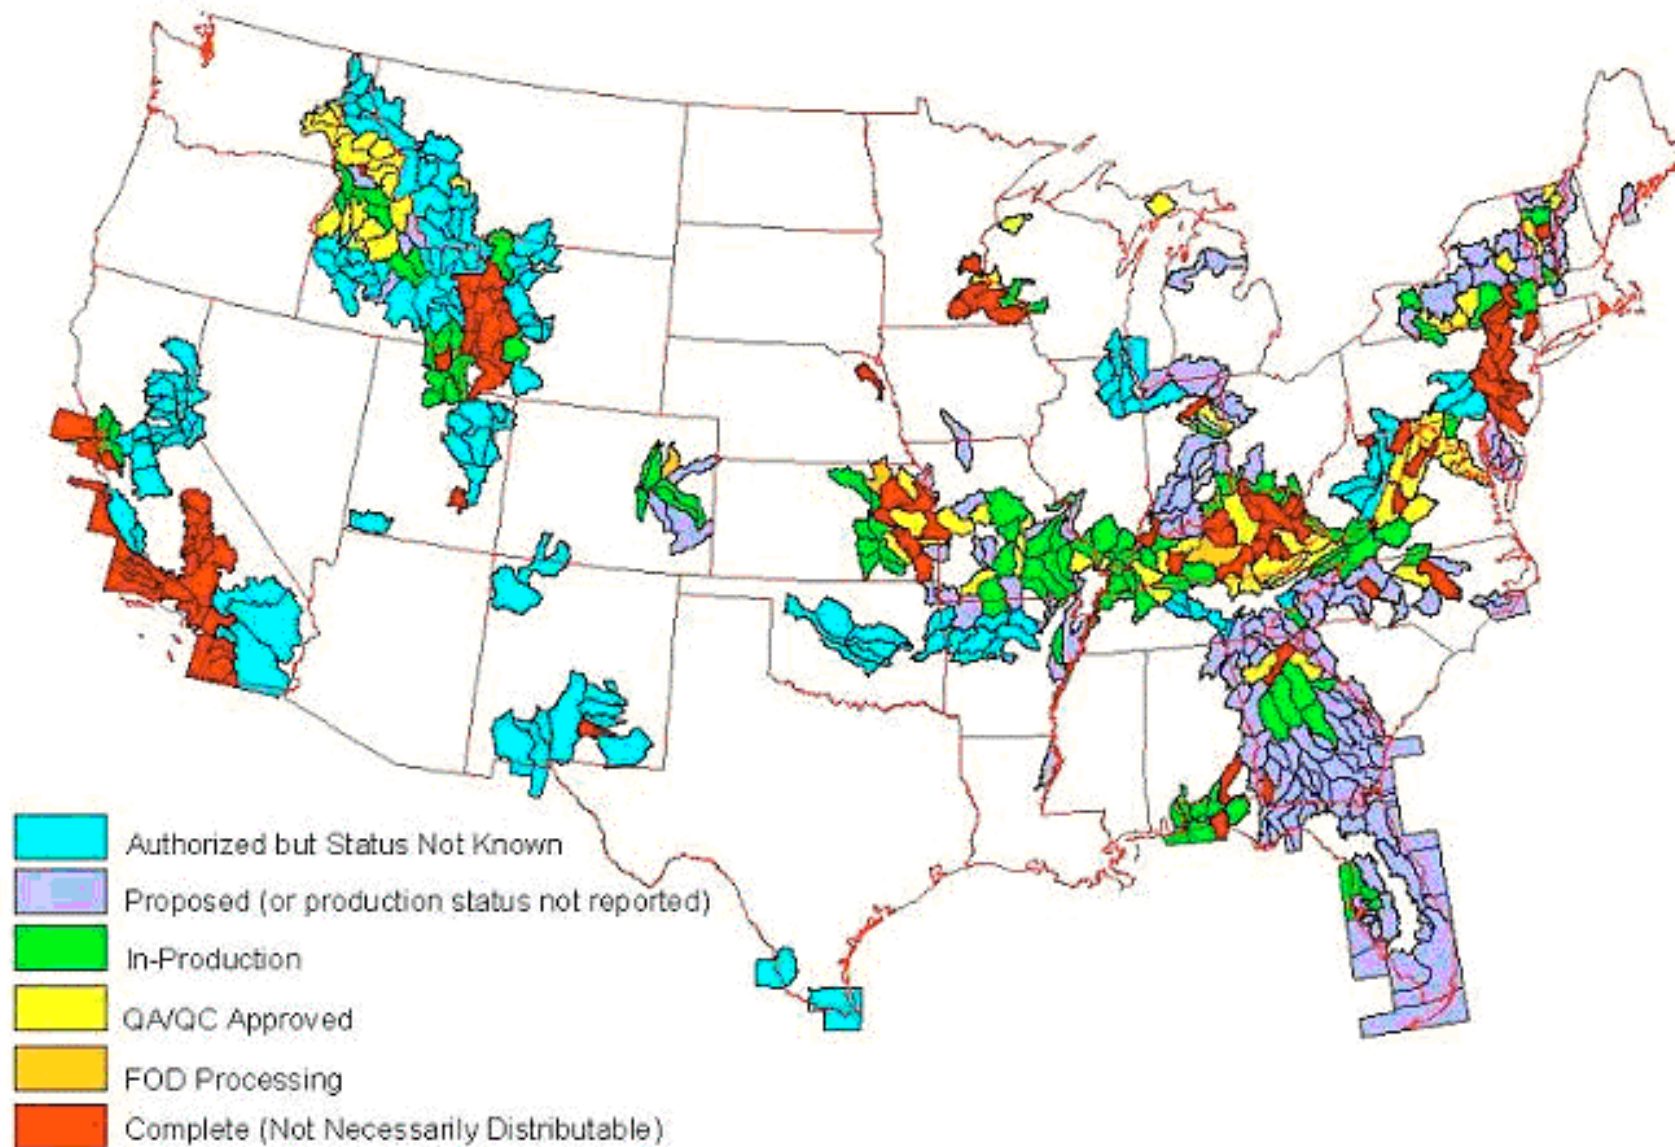 Authorized but Status Not Known
Proposed (or production status not reported)
In-Production
QA/QC Approved
FOD Processing
Complete (Not Necessarily Distributable)